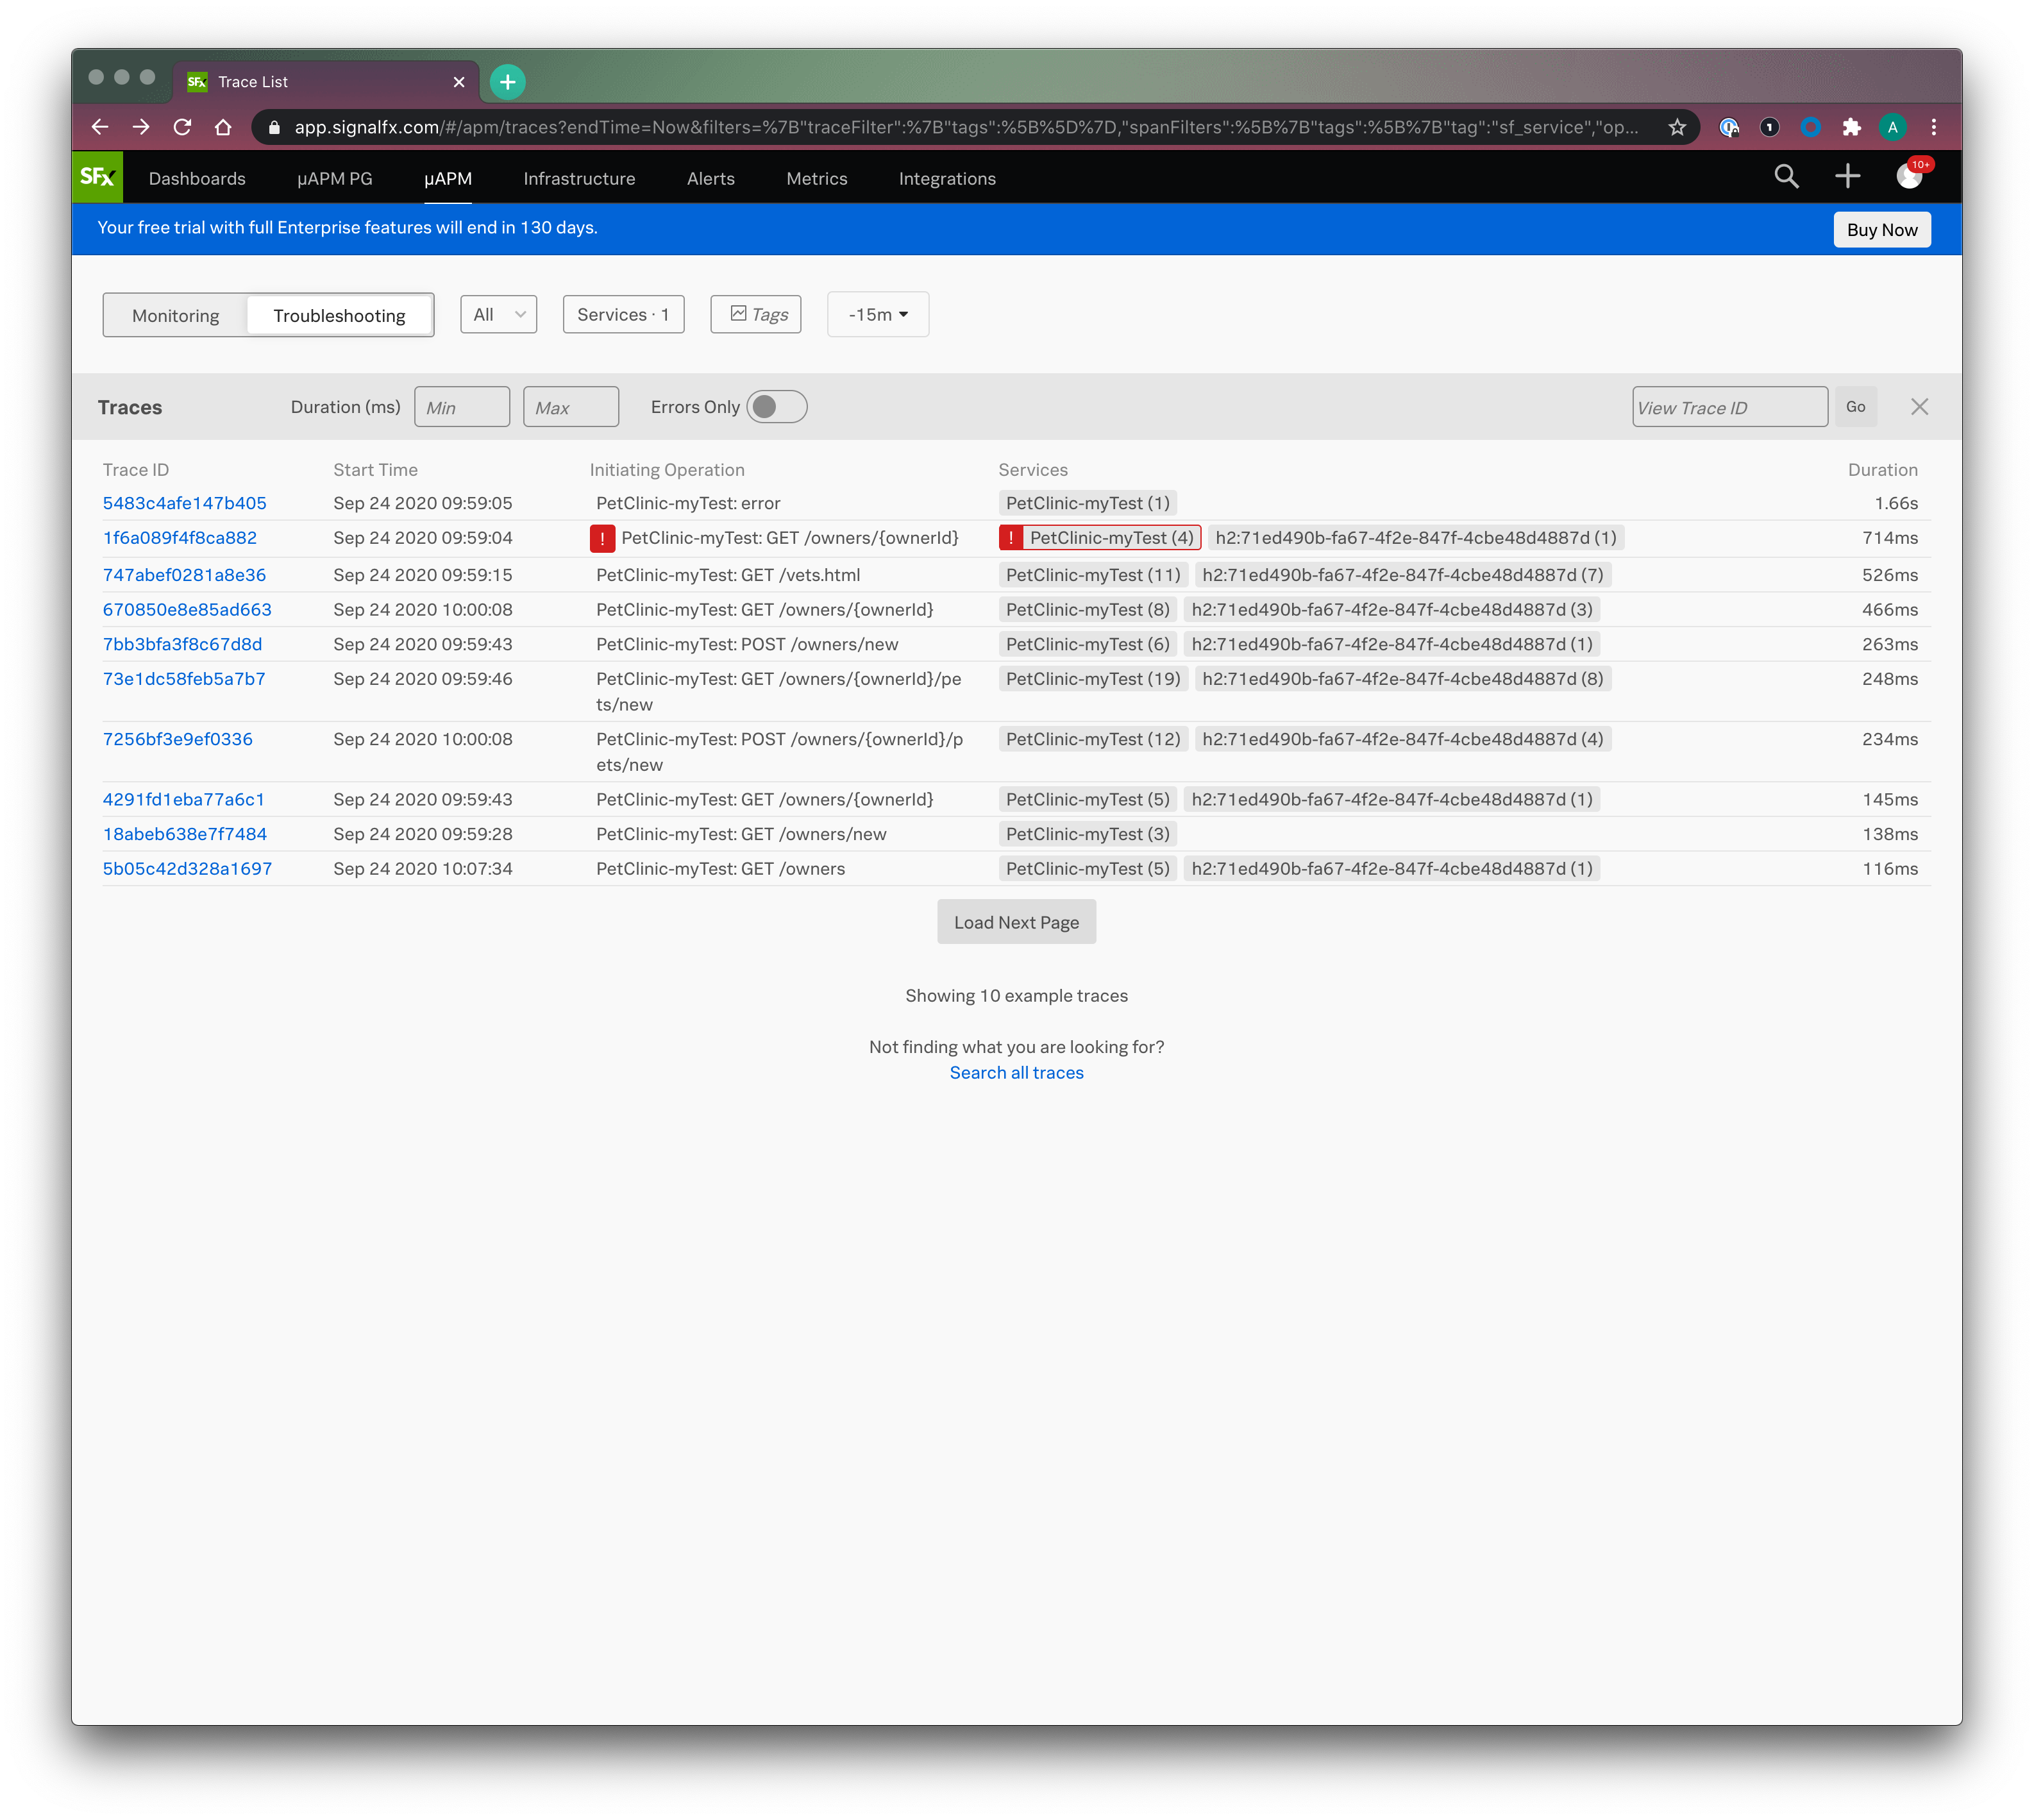 SFx Trace List
app.signalfx.com/#/apm/traces?endTime=Now&filters=%7B"traceFilter":%7B"tags":%5B%5D%7D,"spanFilters":%5B%7B"tags":%5B%7B"tag":"sf_service","op... 1 A
SFx Dashboards µAPM PG µAPM Infrastructure Alerts Metrics Integrations 10+
Your free trial with full Enterprise features will end in 130 days. Buy Now
Monitoring Troubleshooting All Services · 1 Tags -15m
Traces Duration (ms) Min Max Errors Only View Trace ID Go
Trace ID Start Time Initiating Operation Services Duration
5483c4afe147b405 Sep 24 2020 09:59:05 PetClinic-myTest: error PetClinic-myTest (1) 1.66s
1f6a089f4f8ca882 Sep 24 2020 09:59:04 ! PetClinic-myTest: GET /owners/{ownerId} ! PetClinic-myTest (4) h2:71ed490b-fa67-4f2e-847f-4cbe48d4887d (1) 714ms
747abef0281a8e36 Sep 24 2020 09:59:15 PetClinic-myTest: GET /vets.html PetClinic-myTest (11) h2:71ed490b-fa67-4f2e-847f-4cbe48d4887d (7) 526ms
670850e8e85ad663 Sep 24 2020 10:00:08 PetClinic-myTest: GET /owners/{ownerId} PetClinic-myTest (8) h2:71ed490b-fa67-4f2e-847f-4cbe48d4887d (3) 466ms
7bb3bfa3f8c67d8d Sep 24 2020 09:59:43 PetClinic-myTest: POST /owners/new PetClinic-myTest (6) h2:71ed490b-fa67-4f2e-847f-4cbe48d4887d (1) 263ms
73e1dc58feb5a7b7 Sep 24 2020 09:59:46 PetClinic-myTest: GET /owners/{ownerId}/pe PetClinic-myTest (19) h2:71ed490b-fa67-4f2e-847f-4cbe48d4887d (8) 248ms
ts/new
7256bf3e9ef0336 Sep 24 2020 10:00:08 PetClinic-myTest: POST /owners/{ownerId}/p PetClinic-myTest (12) h2:71ed490b-fa67-4f2e-847f-4cbe48d4887d (4) 234ms
ets/new
4291fd1eba77a6c1 Sep 24 2020 09:59:43 PetClinic-myTest: GET /owners/{ownerId} PetClinic-myTest (5) h2:71ed490b-fa67-4f2e-847f-4cbe48d4887d (1) 145ms
18abeb638e7f7484 Sep 24 2020 09:59:28 PetClinic-myTest: GET /owners/new PetClinic-myTest (3) 138ms
5b05c42d328a1697 Sep 24 2020 10:07:34 PetClinic-myTest: GET /owners PetClinic-myTest (5) h2:71ed490b-fa67-4f2e-847f-4cbe48d4887d (1) 116ms
Load Next Page
Showing 10 example traces
Not finding what you are looking for?
Search all traces